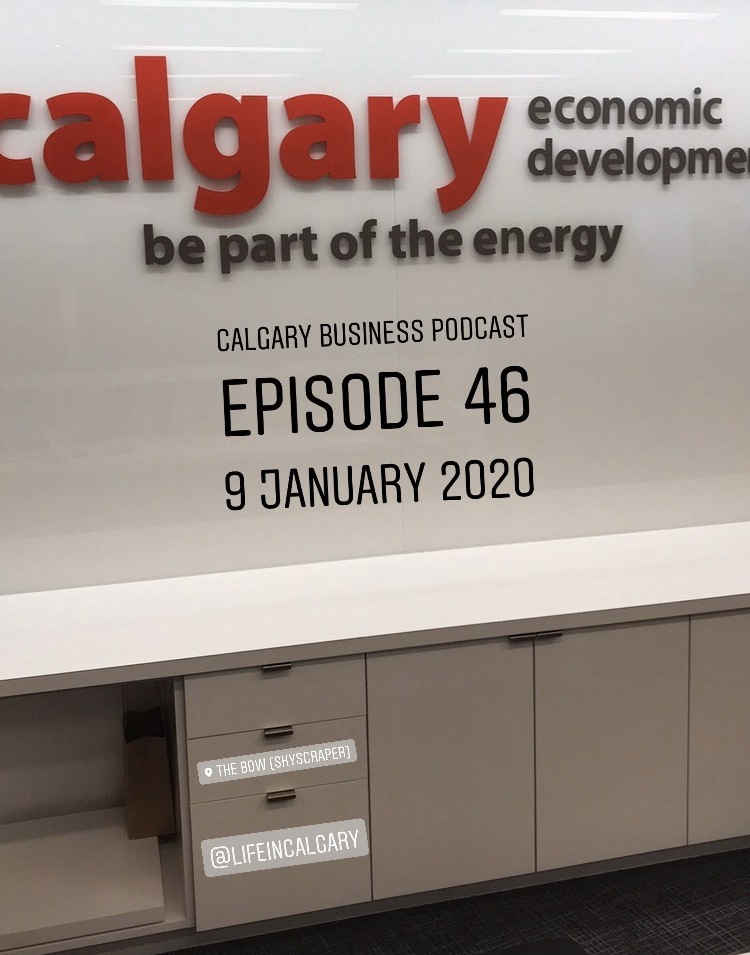 calgary economic
developme
be part of the energy
CALGARY BUSINESS PODCAST
EPISODE 46
9 JANUARY 2020
THE BOW (SKYSCRAPER)
@LIFEINCALGARY